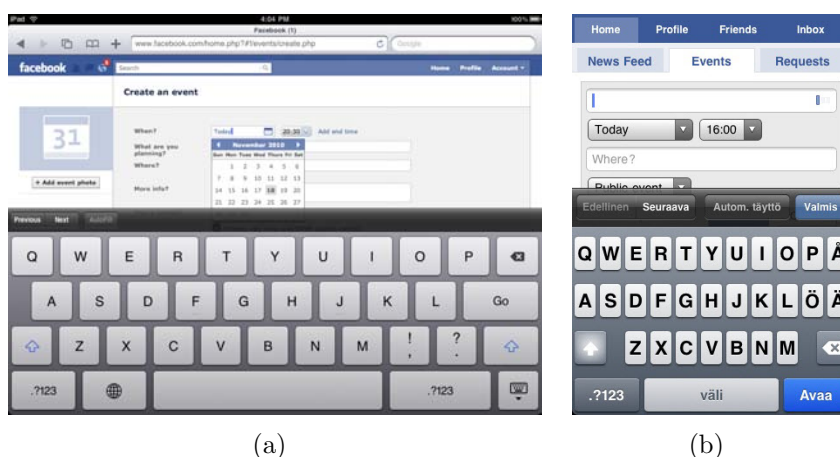 iPad 4:04 PM 100%
Facebook (1)
www.facebook.com/home.php?#!/events/create.php Google
facebook Search Home Profile Account
Create an event
31
+ Add event photo
When? Today 20:30 Add end time
What are you planning?
Where?
More info?
November 2010
Sun Mon Tues Wed Thurs Fri Sat
1 2 3 4 5 6
7 8 9 10 11 12 13
14 15 16 17 18 19 20
21 22 23 24 25 26 27
Previous Next AutoFill
Q W E R T Y U I O P
A S D F G H J K L Go
Z X C V B N M ! , ? .
.?123 .?123
(a)
Home Profile Friends Inbox
News Feed Events Requests
Today 16:00
Where?
Public event
Edellinen Seuraava Autom. täyttö Valmis
Q W E R T Y U I O P Å
A S D F G H J K L Ö Ä
Z X C V B N M
.?123 väli Avaa
(b)